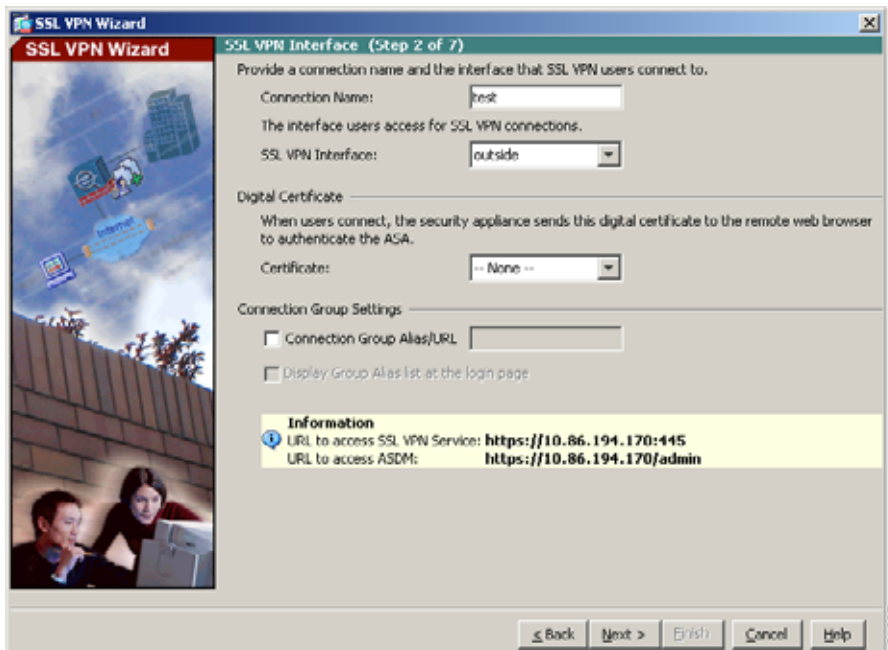 SSL VPN Wizard
SSL VPN Wizard
SSL VPN Interface (Step 2 of 7)
Provide a connection name and the interface that SSL VPN users connect to.
Connection Name: test
The interface users access for SSL VPN connections.
SSL VPN Interface: outside
Digital Certificate
When users connect, the security appliance sends this digital certificate to the remote web browser
to authenticate the ASA.
Certificate: -- None --
Connection Group Settings
Connection Group Alias/URL
Display Group Alias list at the login page
Information
URL to access SSL VPN Service: https://10.86.194.170:445
URL to access ASDM: https://10.86.194.170/admin
Internet
< Back Next > Finish Cancel Help